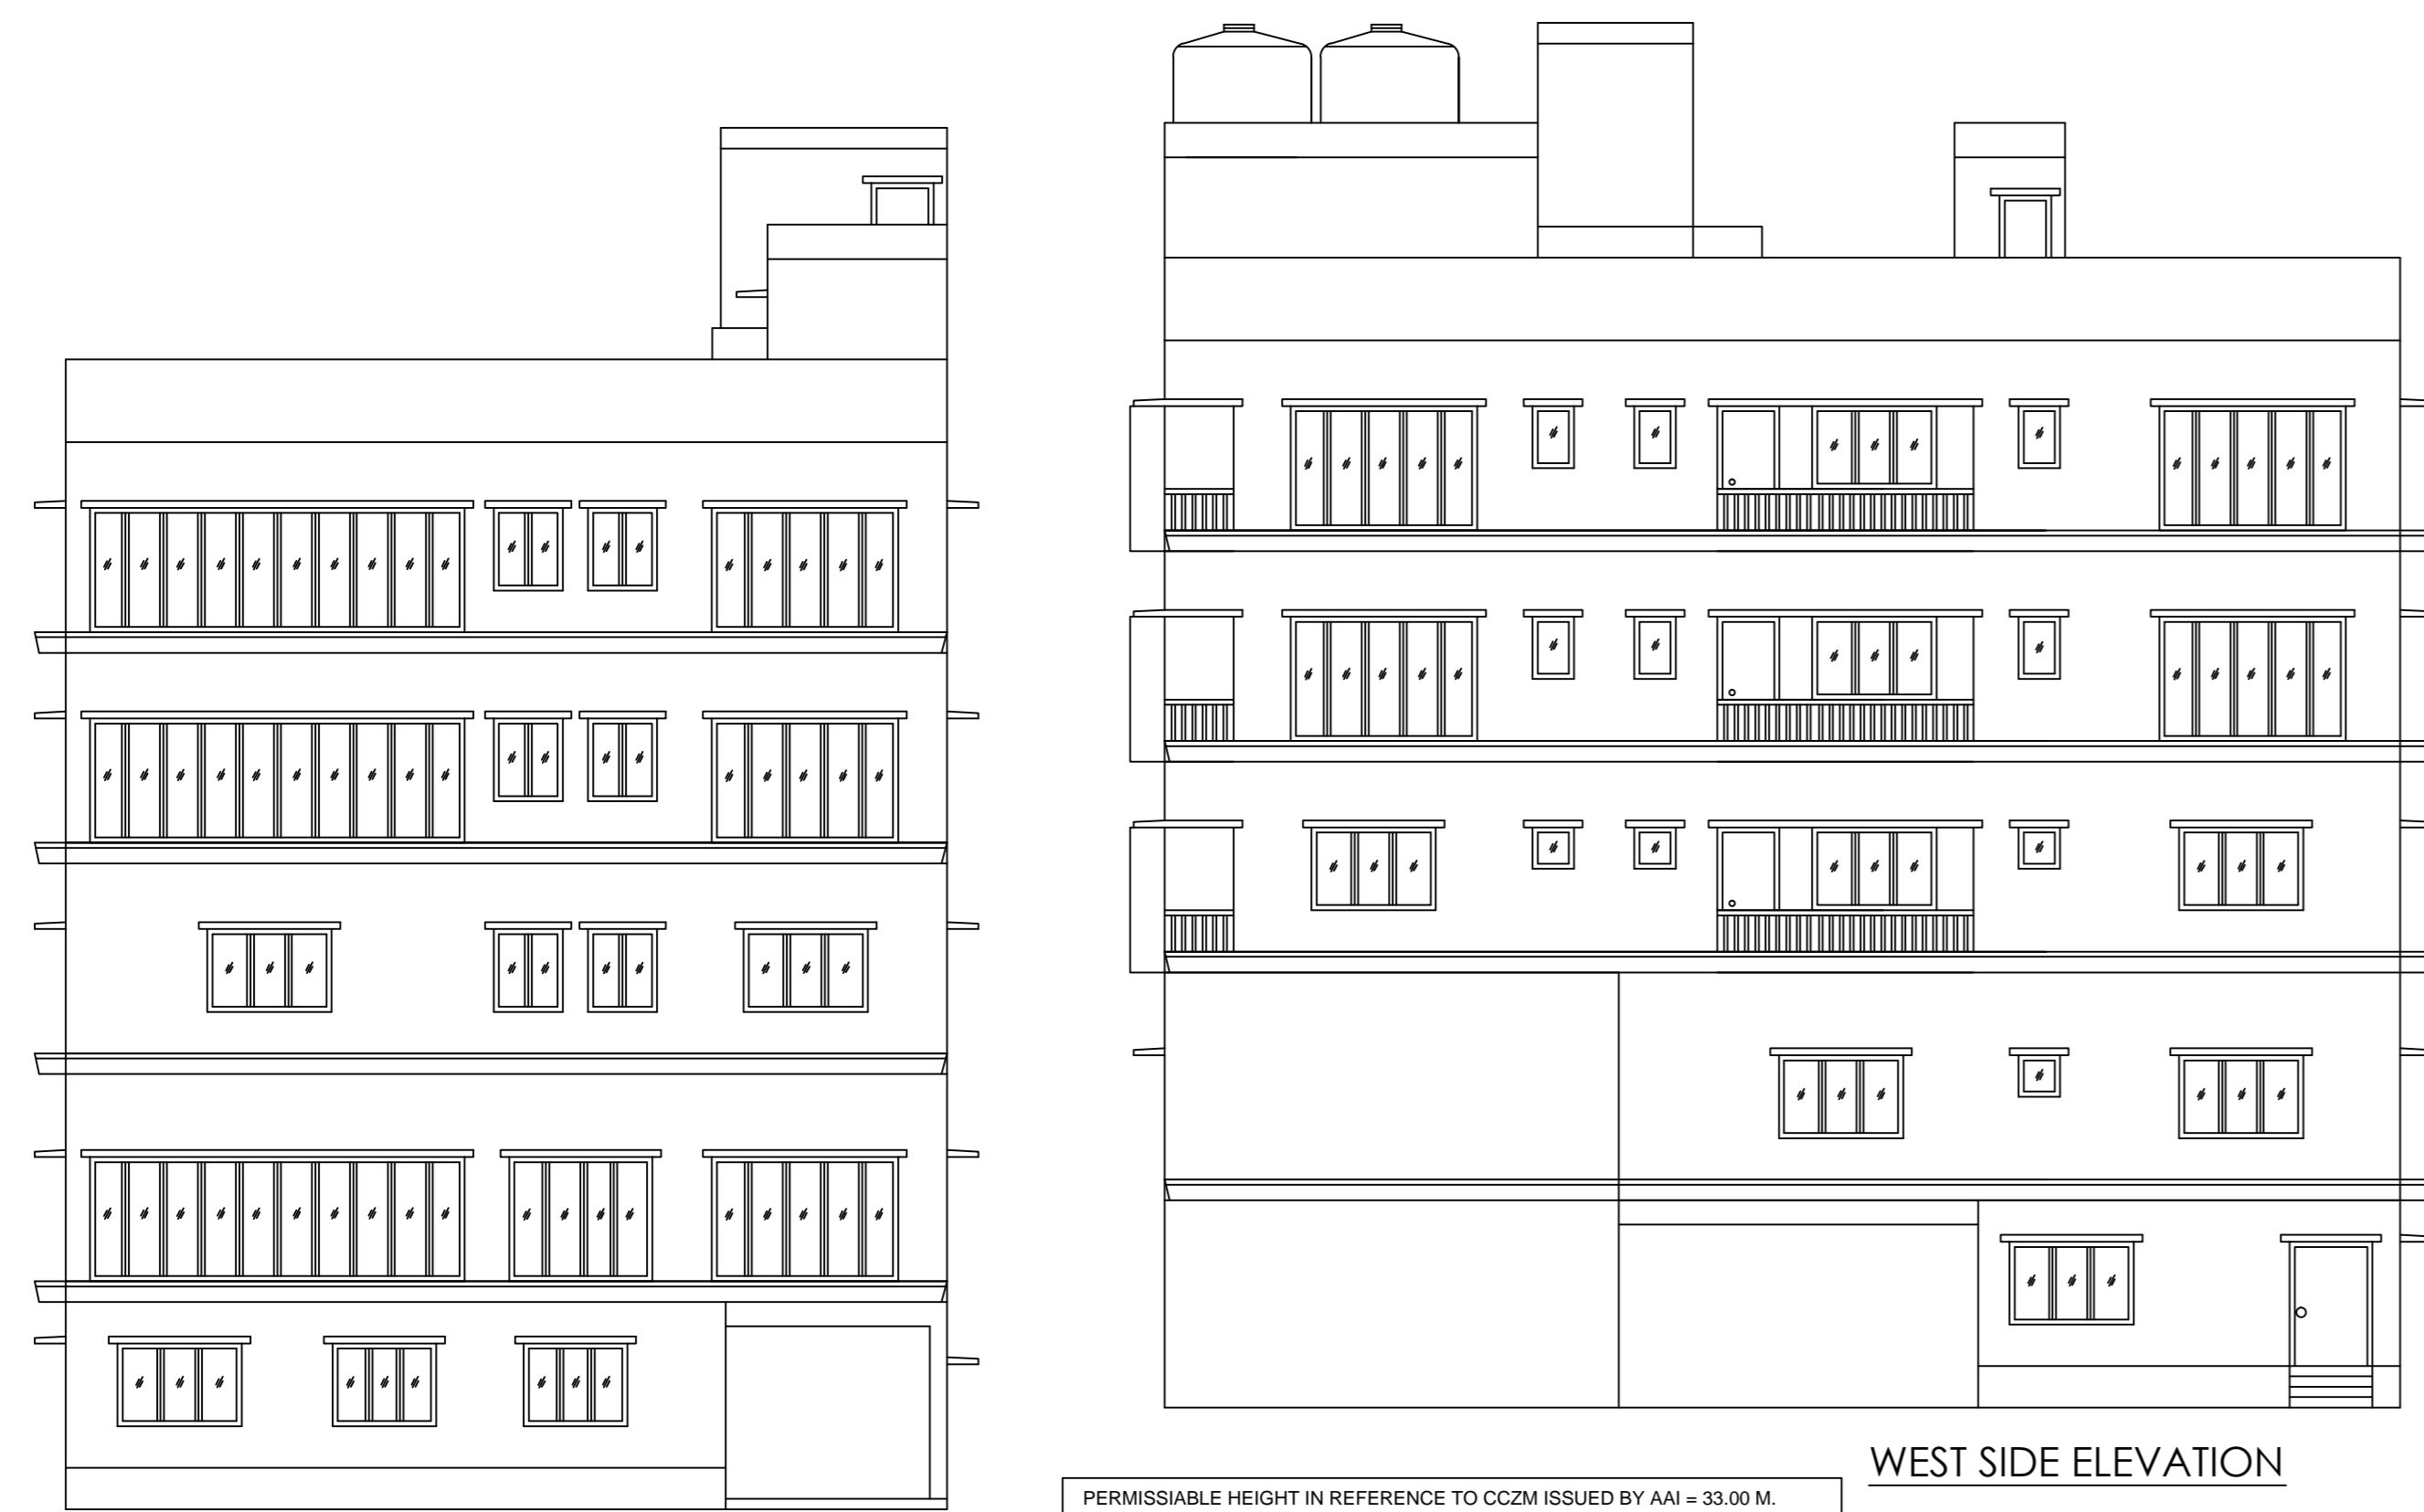 WEST SIDE ELEVATION
PERMISSIABLE HEIGHT IN REFERENCE TO CCZM ISSUED BY AAI = 33.00 M.